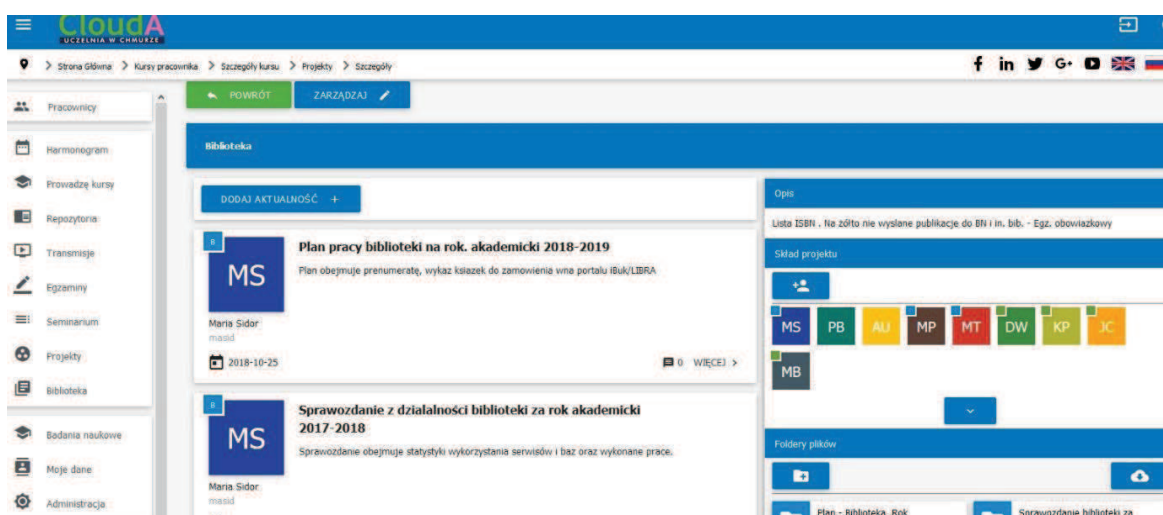 CloudA
UCZELNIA W CHMURZE
Strona Główna > Kursy pracownika > Szczegóły kursu > Projekty > Szczegóły
f in G+
Pracownicy
Harmonogram
Prowadzę kursy
Repozytoria
Transmisje
Egzaminy
Seminarium
Projekty
Biblioteka
Badania naukowe
Moje dane
Administracja
POWRÓT
ZARZĄDZAJ
Biblioteka
DODAJ AKTUALNOŚĆ +
B
MS
Plan pracy biblioteki na rok. akademicki 2018-2019
Plan obejmuje prenumeratę, wykaz ksiazek do zamowienia wna portalu iBuk/LIBRA
Maria Sidor
masid
2018-10-25
0 WIĘCEJ >
B
MS
Sprawozdanie z dzialalności biblioteki za rok akademicki
2017-2018
Sprawozdanie obejmuje statystyki wykorzystania serwisów i baz oraz wykonane prace.
Maria Sidor
masid
Opis
Lista ISBN . Na żółto nie wysłane publikacje do BN i in. bib. - Egz. obowiazkowy
Skład projektu
MS PB AU MP MT DW KP JC
MB
Foldery plików
Plan - Biblioteka. Rok
Sprawozdanie biblioteki za